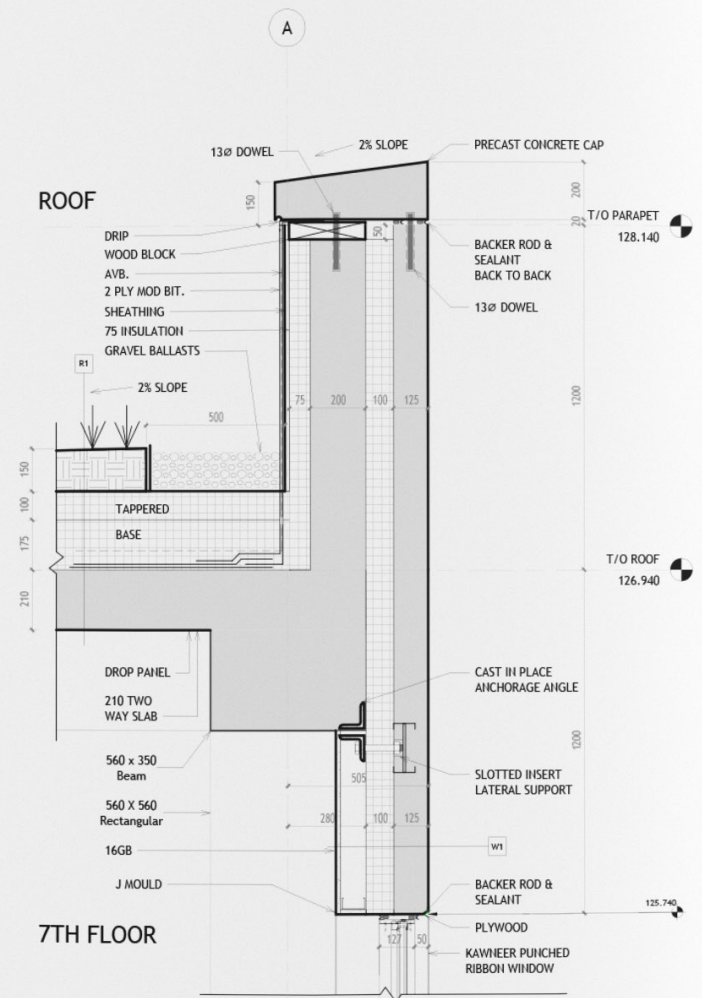 A
13Ø DOWEL
2% SLOPE
PRECAST CONCRETE CAP
ROOF
150
200
20
T/O PARAPET
128.140
DRIP
WOOD BLOCK
AVB.
2 PLY MOD BIT.
SHEATHING
75 INSULATION
GRAVEL BALLASTS
50
BACKER ROD &
SEALANT
BACK TO BACK
13Ø DOWEL
R1
2% SLOPE
500
75
200
100
125
1200
150
100
175
210
TAPPERED
BASE
T/O ROOF
126.940
DROP PANEL
210 TWO
WAY SLAB
560 x 350
Beam
560 X 560
Rectangular
16GB
J MOULD
CAST IN PLACE
ANCHORAGE ANGLE
1200
SLOTTED INSERT
LATERAL SUPPORT
505
280
100
125
W1
BACKER ROD &
SEALANT
125.740
PLYWOOD
7TH FLOOR
127
50
KAWNEER PUNCHED
RIBBON WINDOW